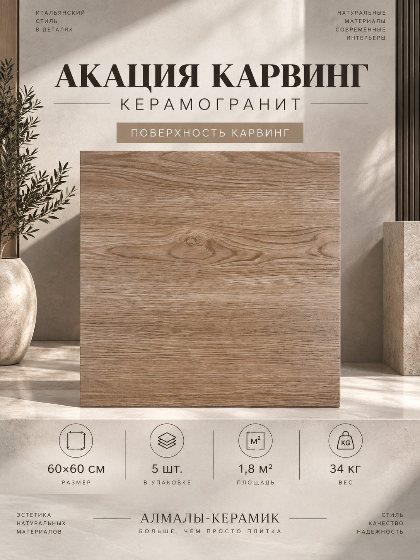 ИТАЛЬЯНСКИЙ
СТИЛЬ
В ДЕТАЛЯХ
НАТУРАЛЬНЫЕ
МАТЕРИАЛЫ
СОВРЕМЕННЫЕ
ИНТЕРЬЕРЫ
АКАЦИЯ КАРВИНГ
КЕРАМОГРАНИТ
ПОВЕРХНОСТЬ КАРВИНГ
60×60 СМ
РАЗМЕР
5 ШТ.
В УПАКОВКЕ
М²
1,8 М²
ПЛОЩАДЬ
KG
34 КГ
ВЕС
ЭСТЕТИКА
НАТУРАЛЬНЫХ
МАТЕРИАЛОВ
АЛМАЛЫ-КЕРАМИК
БОЛЬШЕ, ЧЕМ ПРОСТО ПЛИТКА
СТИЛЬ
КАЧЕСТВО
НАДЕЖНОСТЬ